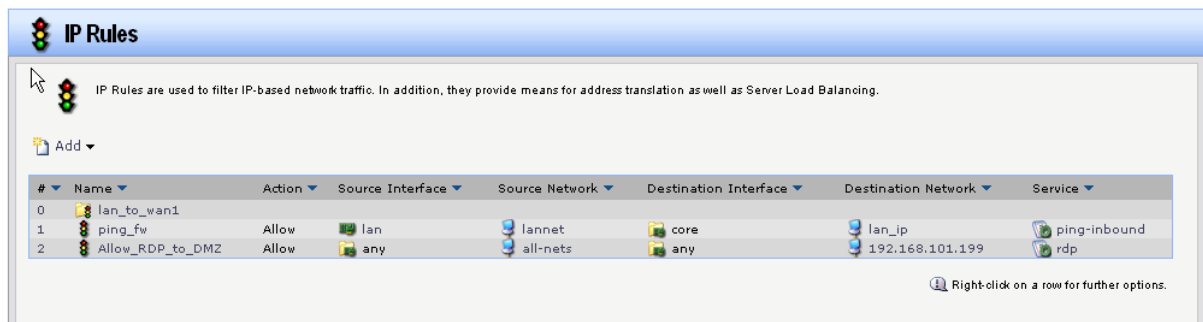 IP Rules
IP Rules are used to filter IP-based network traffic. In addition, they provide means for address translation as well as Server Load Balancing.
Add
# Name Action Source Interface Source Network Destination Interface Destination Network Service
0 lan_to_wan1
1 ping_fw Allow lan lannet core lan_ip ping-inbound
2 Allow_RDP_to_DMZ Allow any all-nets any 192.168.101.199 rdp
Right-click on a row for further options.